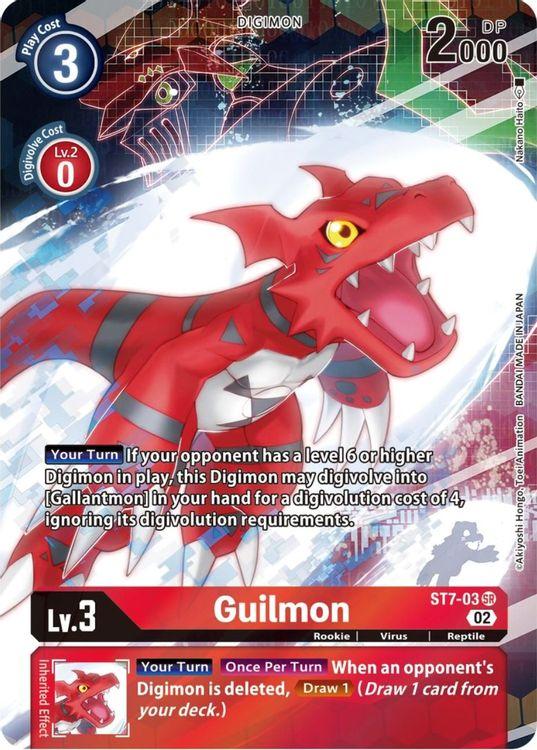 DIGIMON
Play Cost
3
DP
2000
Digivolve Cost
Lv.2
0
Nakano Haito
Your Turn If your opponent has a level 6 or higher
Digimon in play, this Digimon may digivolve into
[Gallantmon] in your hand for a digivolution cost of 4,
ignoring its digivolution requirements.
©Akiyoshi Hongo, Toei Animation BANDAI MADE IN JAPAN
Lv.3
Guilmon
ST7-03 SR
02
Rookie | Virus | Reptile
Inherited Effect
Your Turn Once Per Turn When an opponent's
Digimon is deleted, Draw 1 (Draw 1 card from
your deck.)